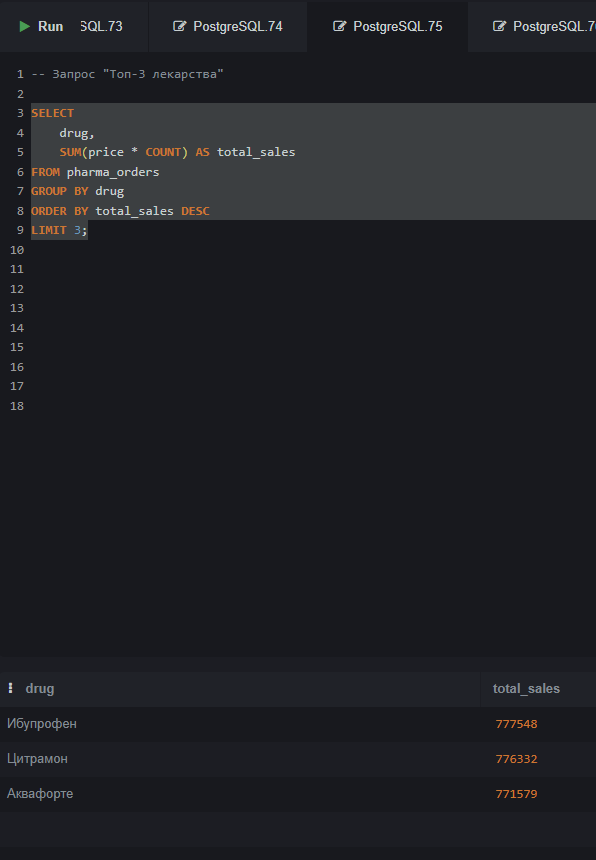 Run SQL.73 PostgreSQL.74 PostgreSQL.75 PostgreSQL.7
1 -- Запрос "Топ-3 лекарства"
2
3 SELECT
4 drug,
5 SUM(price * COUNT) AS total_sales
6 FROM pharma_orders
7 GROUP BY drug
8 ORDER BY total_sales DESC
9 LIMIT 3;
10
11
12
13
14
15
16
17
18
drug total_sales
Ибупрофен 777548
Цитрамон 776332
Аквафорте 771579